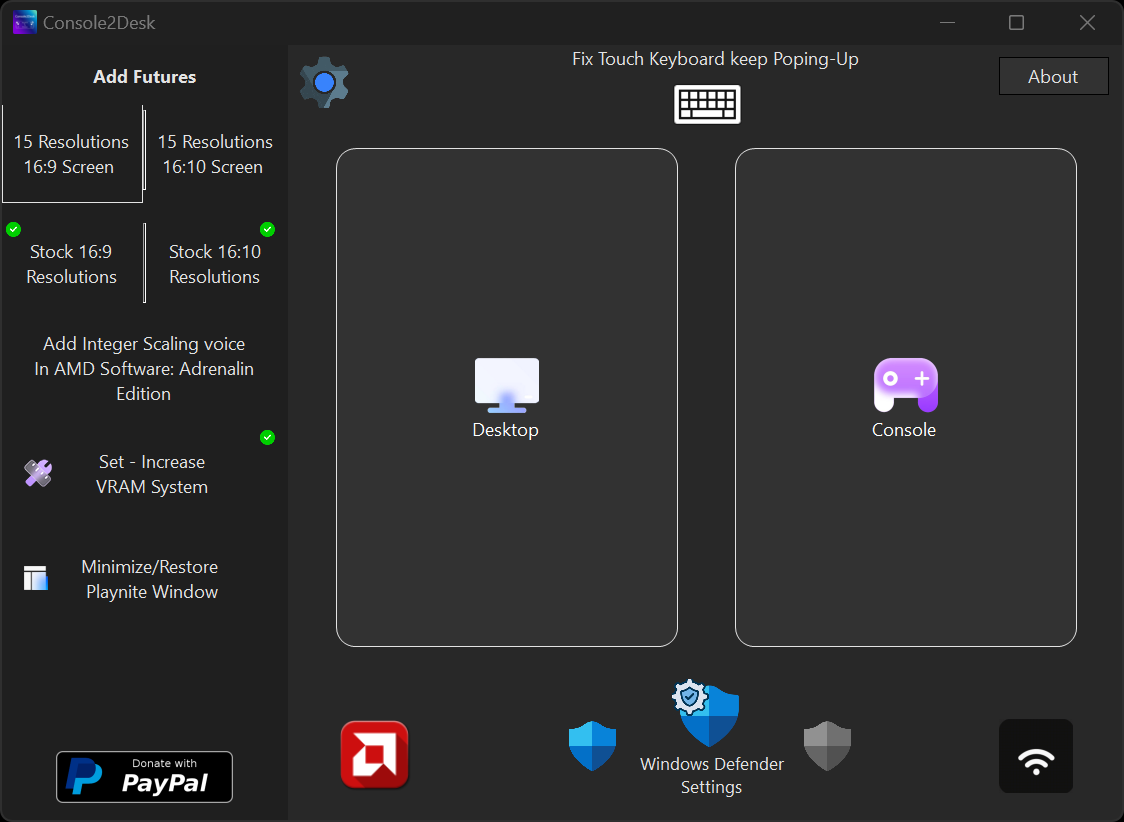 Console2Desk
Add Futures
15 Resolutions
16:9 Screen
15 Resolutions
16:10 Screen
Stock 16:9
Resolutions
Stock 16:10
Resolutions
Add Integer Scaling voice
In AMD Software: Adrenalin
Edition
Set - Increase
VRAM System
Minimize/Restore
Playnite Window
Donate with
PayPal
Fix Touch Keyboard keep Poping-Up
About
Desktop
Console
Windows Defender
Settings